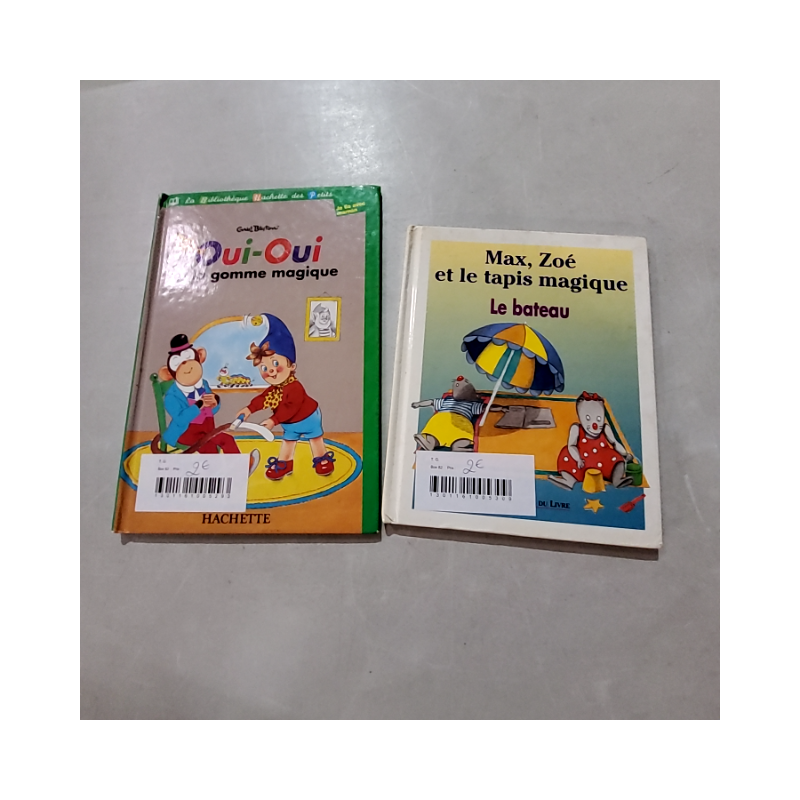 La Bibliothèque Hachette des Petits
Enid Blyton
Oui-Oui
gomme magique
2€
HACHETTE
Max, Zoé
et le tapis magique
Le bateau
2€
DU LIVRE